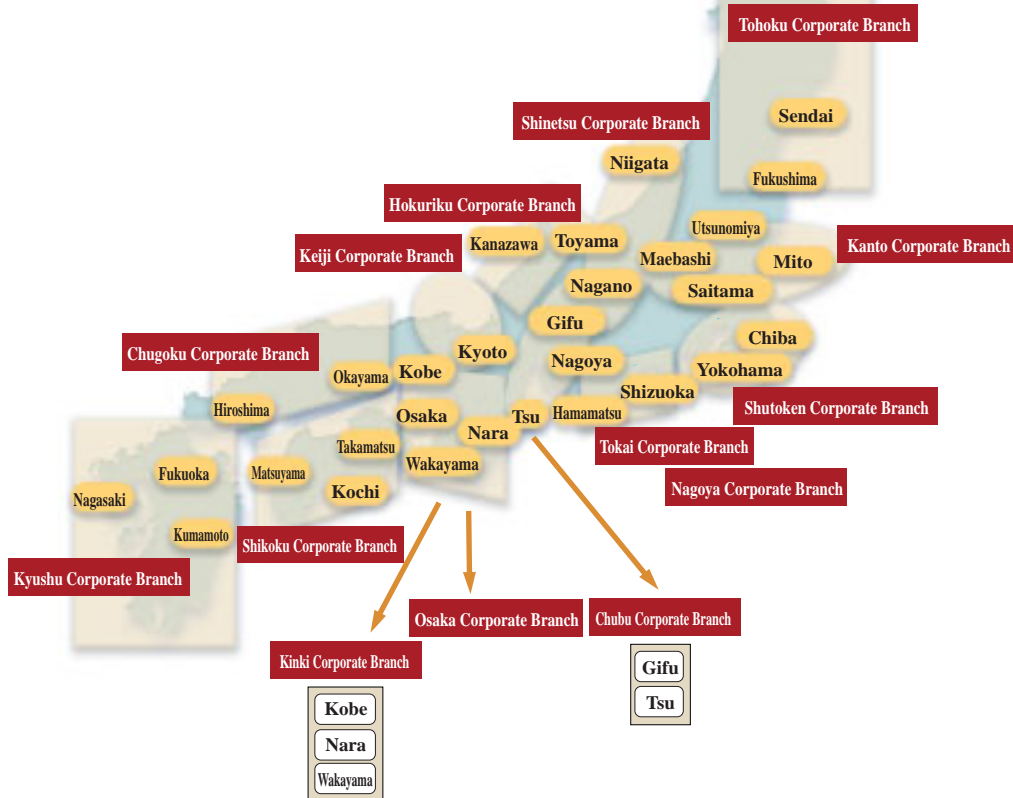 Tohoku Corporate Branch
Sendai
Shinetsu Corporate Branch
Niigata
Fukushima
Hokuriku Corporate Branch
Utsunomiya
Keiji Corporate Branch
Kanazawa
Toyama
Maebashi
Mito
Kanto Corporate Branch
Nagano
Saitama
Gifu
Chiba
Chugoku Corporate Branch
Kyoto
Nagoya
Okayama
Kobe
Yokohama
Shizuoka
Hiroshima
Osaka
Tsu
Hamamatsu
Shutoken Corporate Branch
Nara
Takamatsu
Tokai Corporate Branch
Wakayama
Fukuoka
Matsuyama
Nagasaki
Kochi
Nagoya Corporate Branch
Kumamoto
Shikoku Corporate Branch
Kyushu Corporate Branch
Osaka Corporate Branch
Chubu Corporate Branch
Kinki Corporate Branch
Gifu
Tsu
Kobe
Nara
Wakayama